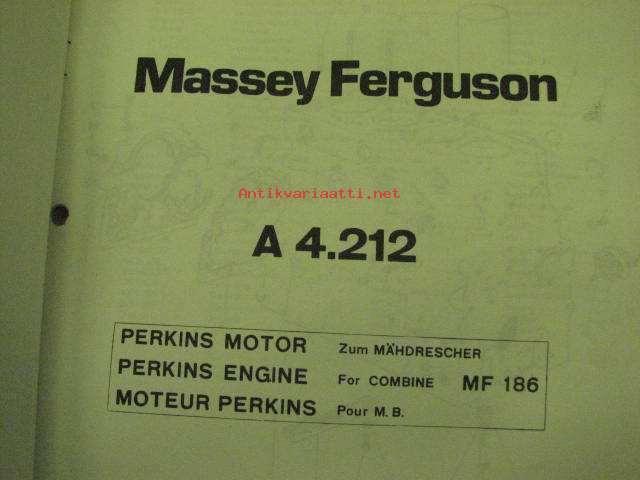 Massey Ferguson
Antikvariaatti.net
A 4.212
PERKINS MOTOR Zum MÄHDRESCHER
PERKINS ENGINE For COMBINE MF 186
MOTEUR PERKINS Pour M.B.